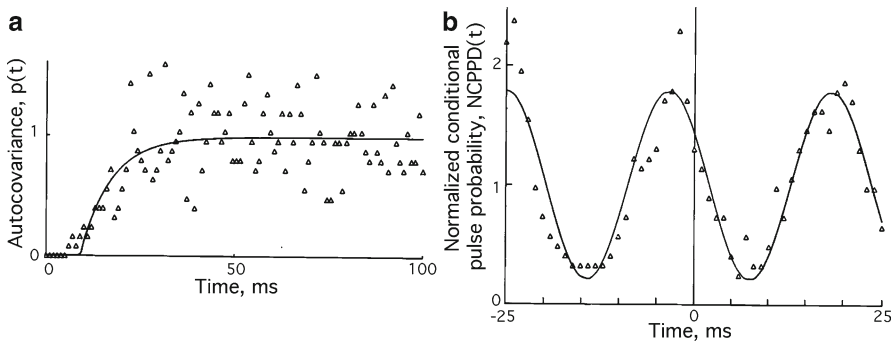 a
Autocovariance, p(t)
1
0
0
50
100
Time, ms
b
Normalized conditional
pulse probability, NCPPD(t)
2
1
0
-25
0
25
Time, ms